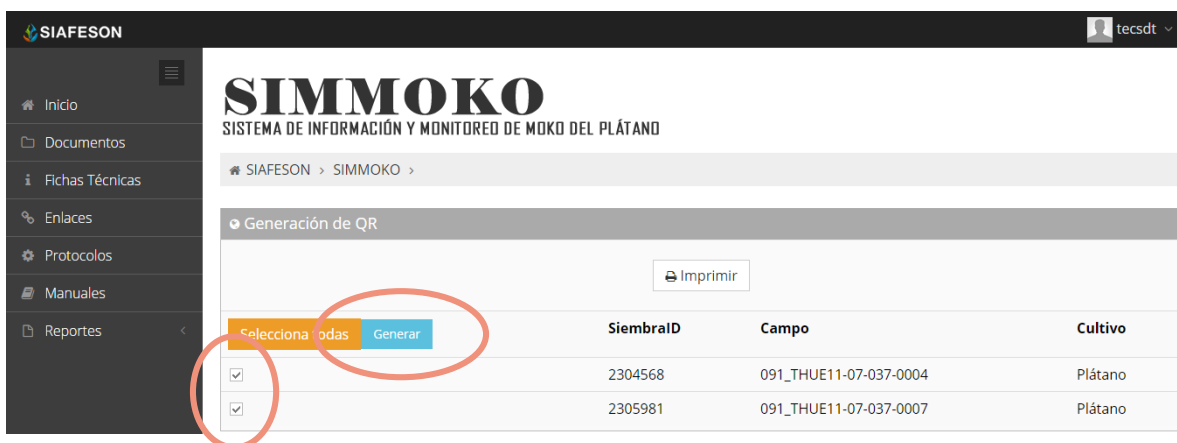 SIAFESON
tecsdt
Inicio
Documentos
Fichas Técnicas
Enlaces
Protocolos
Manuales
Reportes
SIMMOKO
SISTEMA DE INFORMACIÓN Y MONITOREO DE MOKO DEL PLÁTANO
SIAFESON > SIMMOKO >
Generación de QR
Imprimir
Selecciona todas Generar SiembraID Campo Cultivo
2304568 091_THUE11-07-037-0004 Plátano
2305981 091_THUE11-07-037-0007 Plátano